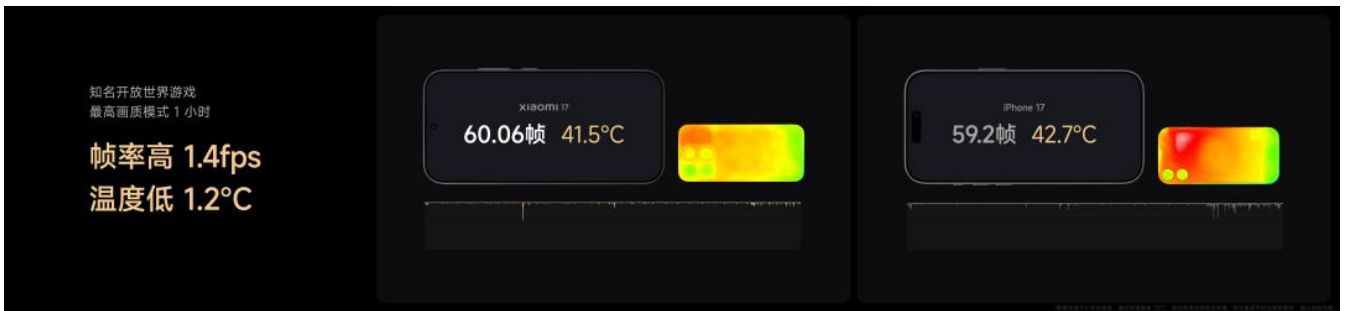 知名开放世界游戏
最高画质模式 1 小时
帧率高 1.4fps
温度低 1.2°C
xiaomi 17
60.06帧 41.5°C
iPhone 17
59.2帧 42.7°C